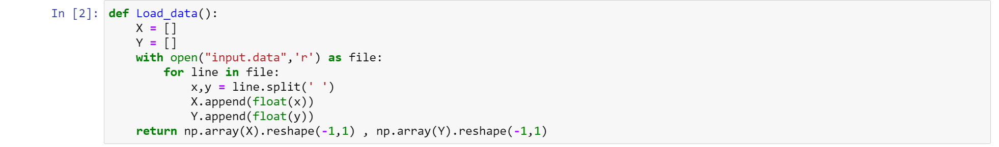 In [2]: def Load_data():
    X = []
    Y = []
    with open("input.data",'r') as file:
        for line in file:
            x,y = line.split(' ')
            X.append(float(x))
            Y.append(float(y))
    return np.array(X).reshape(-1,1) , np.array(Y).reshape(-1,1)